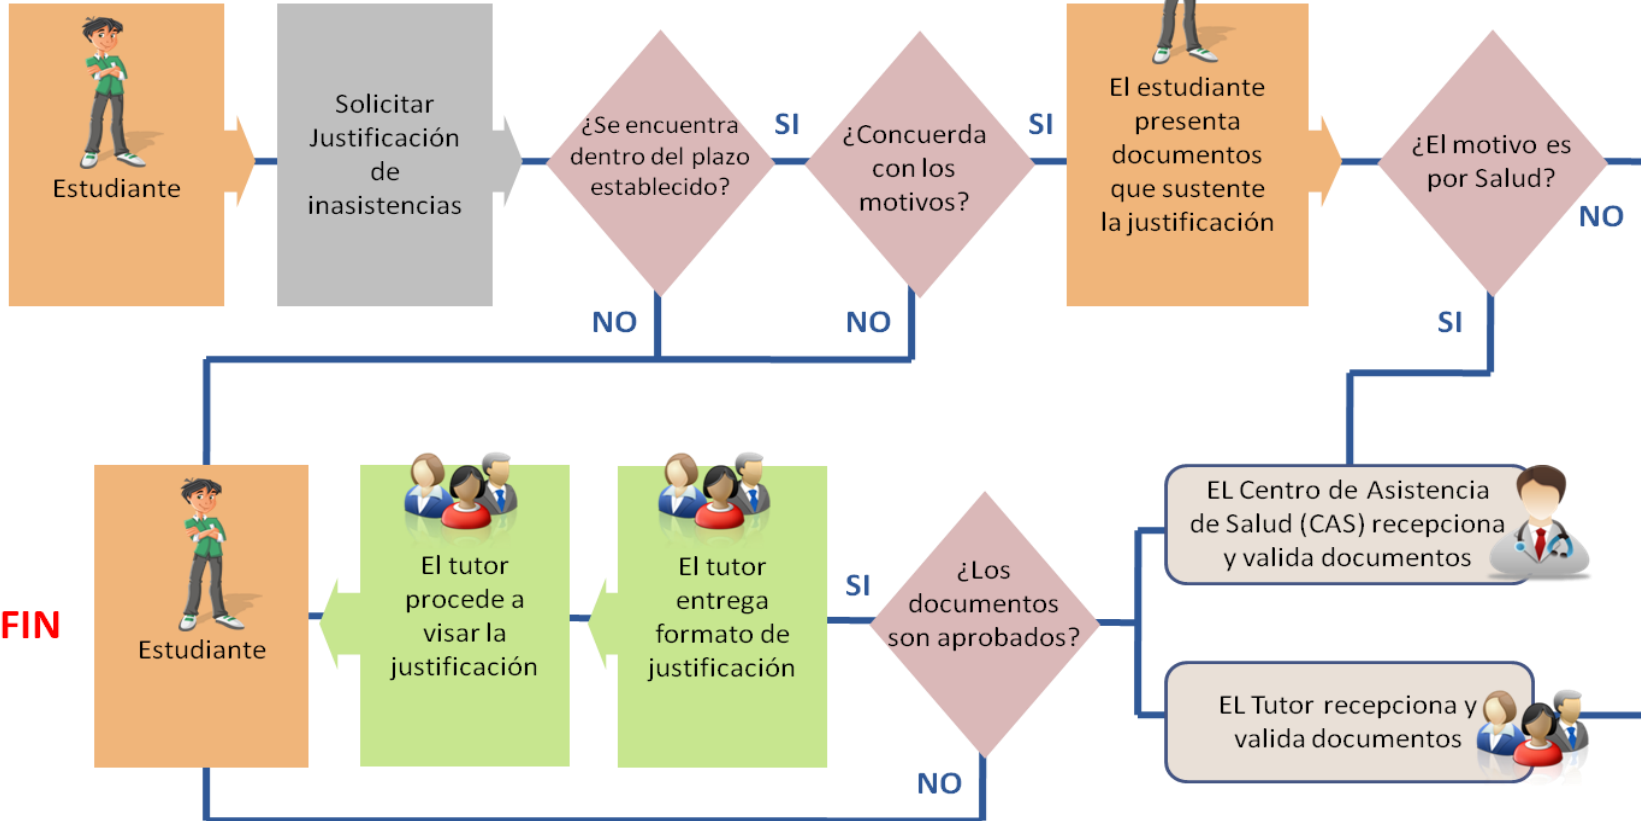 Estudiante
Solicitar
Justificación
de
inasistencias
¿Se encuentra
dentro del plazo
establecido?
SI
NO
¿Concuerda
con los
motivos?
SI
NO
El estudiante
presenta
documentos
que sustente
la justificación
¿El motivo es
por Salud?
NO
SI
EL Centro de Asistencia
de Salud (CAS) recepciona
y valida documentos
EL Tutor recepciona y
valida documentos
¿Los
documentos
son aprobados?
SI
NO
El tutor
entrega
formato de
justificación
El tutor
procede a
visar la
justificación
Estudiante
FIN